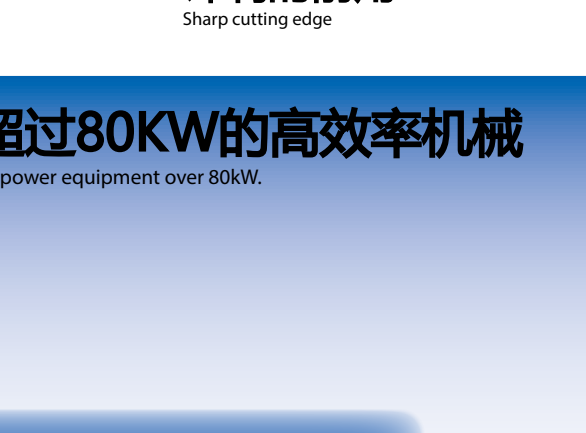 Sharp cutting edge
超过80KW的高效率机械
power equipment over 80kW.